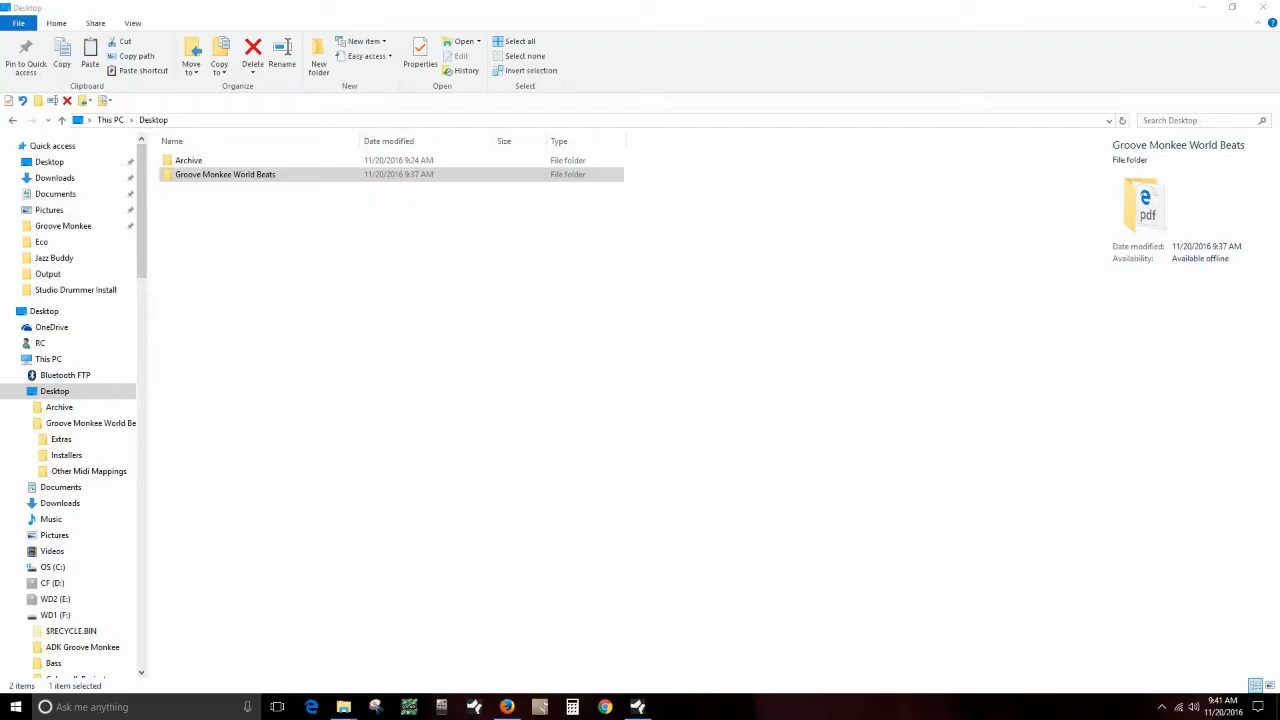 Desktop
File Home Share View
Pin to Quick access
Copy
Paste
Cut
Copy path
Paste shortcut
Clipboard
Move to
Copy to
Delete
Rename
Organize
New folder
New item
Easy access
New
Properties
Open
Edit
History
Open
Select all
Select none
Invert selection
Select
This PC Desktop
Search Desktop
Quick access
Desktop
Downloads
Documents
Pictures
Groove Monkee
Eco
Jazz Buddy
Output
Studio Drummer Install
Desktop
OneDrive
RC
This PC
Bluetooth FTP
Desktop
Archive
Groove Monkee World Be
Extras
Installers
Other Midi Mappings
Documents
Downloads
Music
Pictures
Videos
OS (C:)
CF (D:)
WD2 (E:)
WD1 (F:)
$RECYCLE.BIN
ADK Groove Monkee
Bass
Name Date modified Size Type
Archive 11/20/2016 9:24 AM File folder
Groove Monkee World Beats 11/20/2016 9:37 AM File folder
Groove Monkee World Beats
File folder
pdf
Date modified: 11/20/2016 9:37 AM
Availability: Available offline
2 items 1 item selected
Ask me anything
9:41 AM
11/20/2016